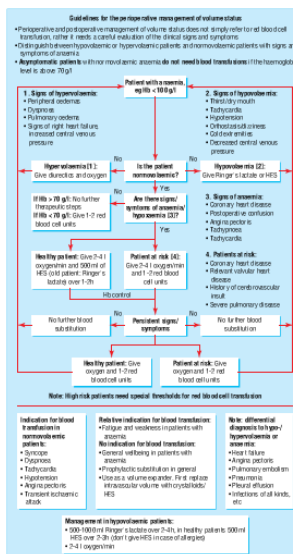 Guidelines for the perioperative management of volume status
• Perioperative and postoperative management of volume status does not simply refer to red blood cell
transfusion, rather it needs a careful evaluation of the clinical signs and symptoms
• Distinguish between hypovolaemic or hypervolaemic patients and normovolaemic patients with signs and
symptoms of anaemia
• Asymptomatic patients with normovolaemic anaemia do not need blood transfusions if the haemoglobin
level is above 70 g/l
Patient with anaemia,
eg Hb <100 g/l
1. Signs of hypervolaemia:
• Peripheral oedemas
• Dyspnoea
• Pulmonary oedema
• Signs of right heart failure,
increased central venous
pressure
2. Signs of hypovolaemia:
• Thirst/dry mouth
• Tachycardia
• Hypotension
• Orthostasis/dizziness
• Cold extremities
• Decreased central venous
pressure
Hypervolaemia [1]:
Give diuretics and oxygen
No
Is the patient
normovolaemic?
No
Hypovolaemia (2):
Give Ringer's lactate or HES
Yes
If Hb > 70 g/l: No further
therapeutic steps
If Hb < 70 g/l: Give 1-2 red
blood cell units
No
Are there signs/
symptoms of anaemia/
hypoxaemia (3)?
Yes
3. Signs of anaemia:
• Coronary heart disease
• Postoperative confusion
• Angina pectoris
• Tachypnoea
• Tachycardia
Healthy patient: Give 2-4 l
oxygen/min and 500 ml of
HES (old patient: Ringer's
lactate) over 1-2h
Patient at risk [4]:
Give 2-4 l oxygen/min
and 1-2 red blood
cell units
4. Patients at risk:
• Coronary heart disease
• Relevant valvular heart
disease
• History of cerebrovascular
insult
• Severe pulmonary disease
Hb control
No further blood
substitution
No
Persistent signs/
symptoms
No
No further blood
substitution
Healthy patient: Give
oxygen and 1-2 red
blood cell units
Patient at risk: Give
oxygen and 1-2 red
blood cell units
Note: High risk patients need special thresholds for red blood cell transfusion
Indication for blood
transfusion in
normovolaemic
patients:
• Syncope
• Dyspnoea
• Tachycardia
• Hypotension
• Angina pectoris
• Transient ischaemic
attack
Relative indication for blood transfusion:
• Fatigue and weakness in patients with
anaemia
No indication for blood transfusion:
• General wellbeing in patients with
anaemia
• Prophylactic substitution in general
• Use as a volume expander. First replace
intravascular volume with crystalloids/
HES
Note: differential
diagnosis to hypo-/
hypervolaemia or
anaemia:
• Heart failure
• Angina pectoris
• Pulmonary embolism
• Pneumonia
• Pleural effusion
• Infections of all kinds,
etc
Management in hypovolaemic patients:
• 500-1000 ml Ringer's lactate over 2-4h, in healthy patients 500 ml
HES over 2-3h (don't give HES in case of allergies)
• 2-4 l oxygen/min